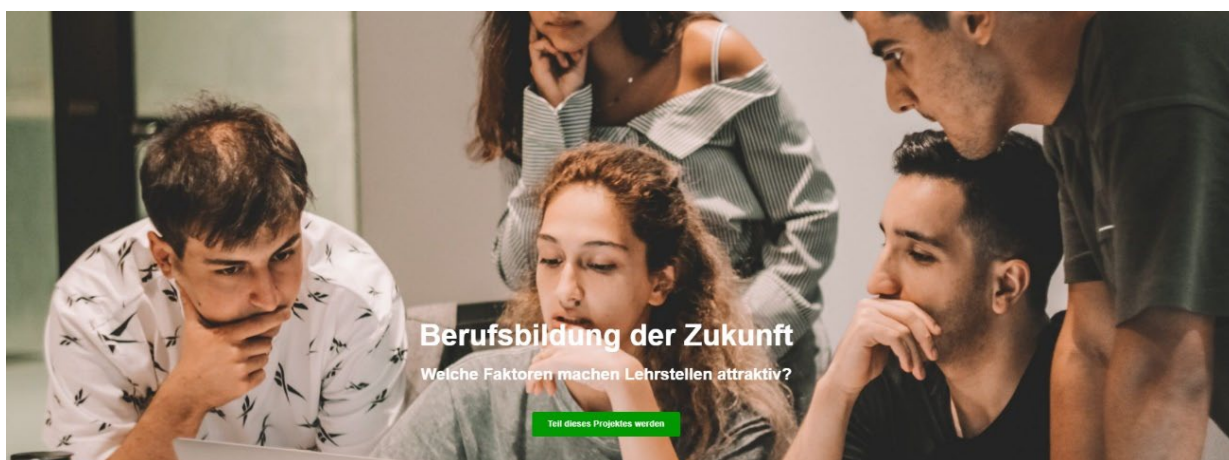 Berufsbildung der Zukunft
Welche Faktoren machen Lehrstellen attraktiv?
Teil dieses Projektes werden